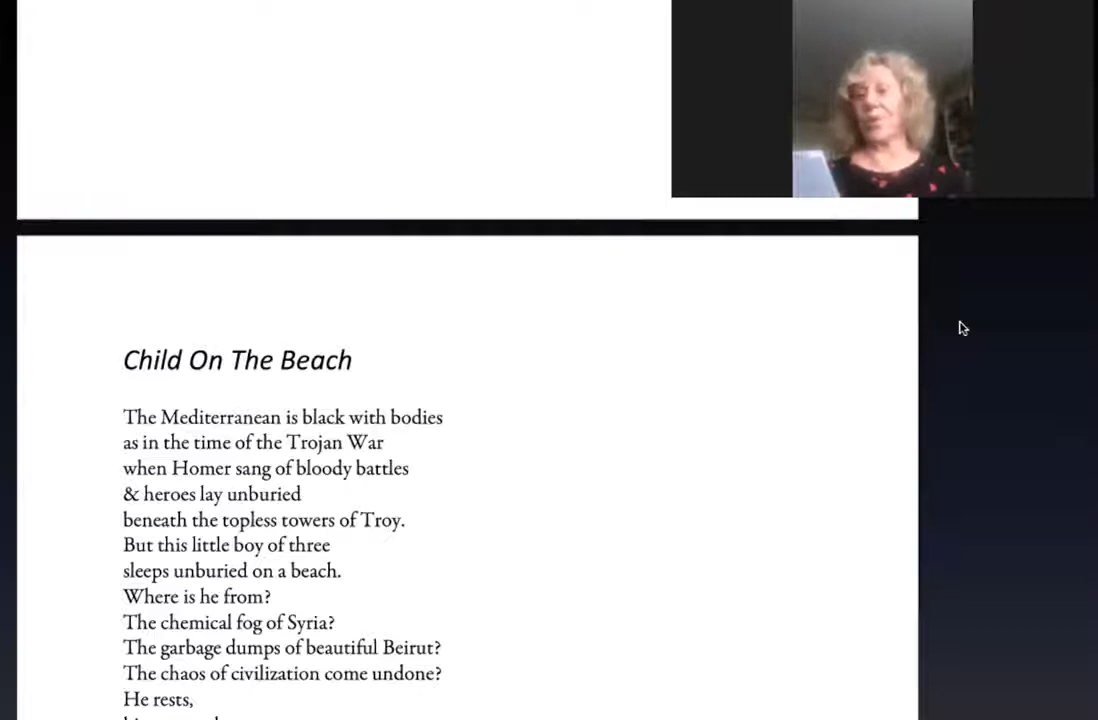 Child On The Beach
The Mediterranean is black with bodies
as in the time of the Trojan War
when Homer sang of bloody battles
& heroes lay unburied
beneath the topless towers of Troy.
But this little boy of three
sleeps unburied on a beach.
Where is he from?
The chemical fog of Syria?
The garbage dumps of beautiful Beirut?
The chaos of civilization come undone?
He rests,